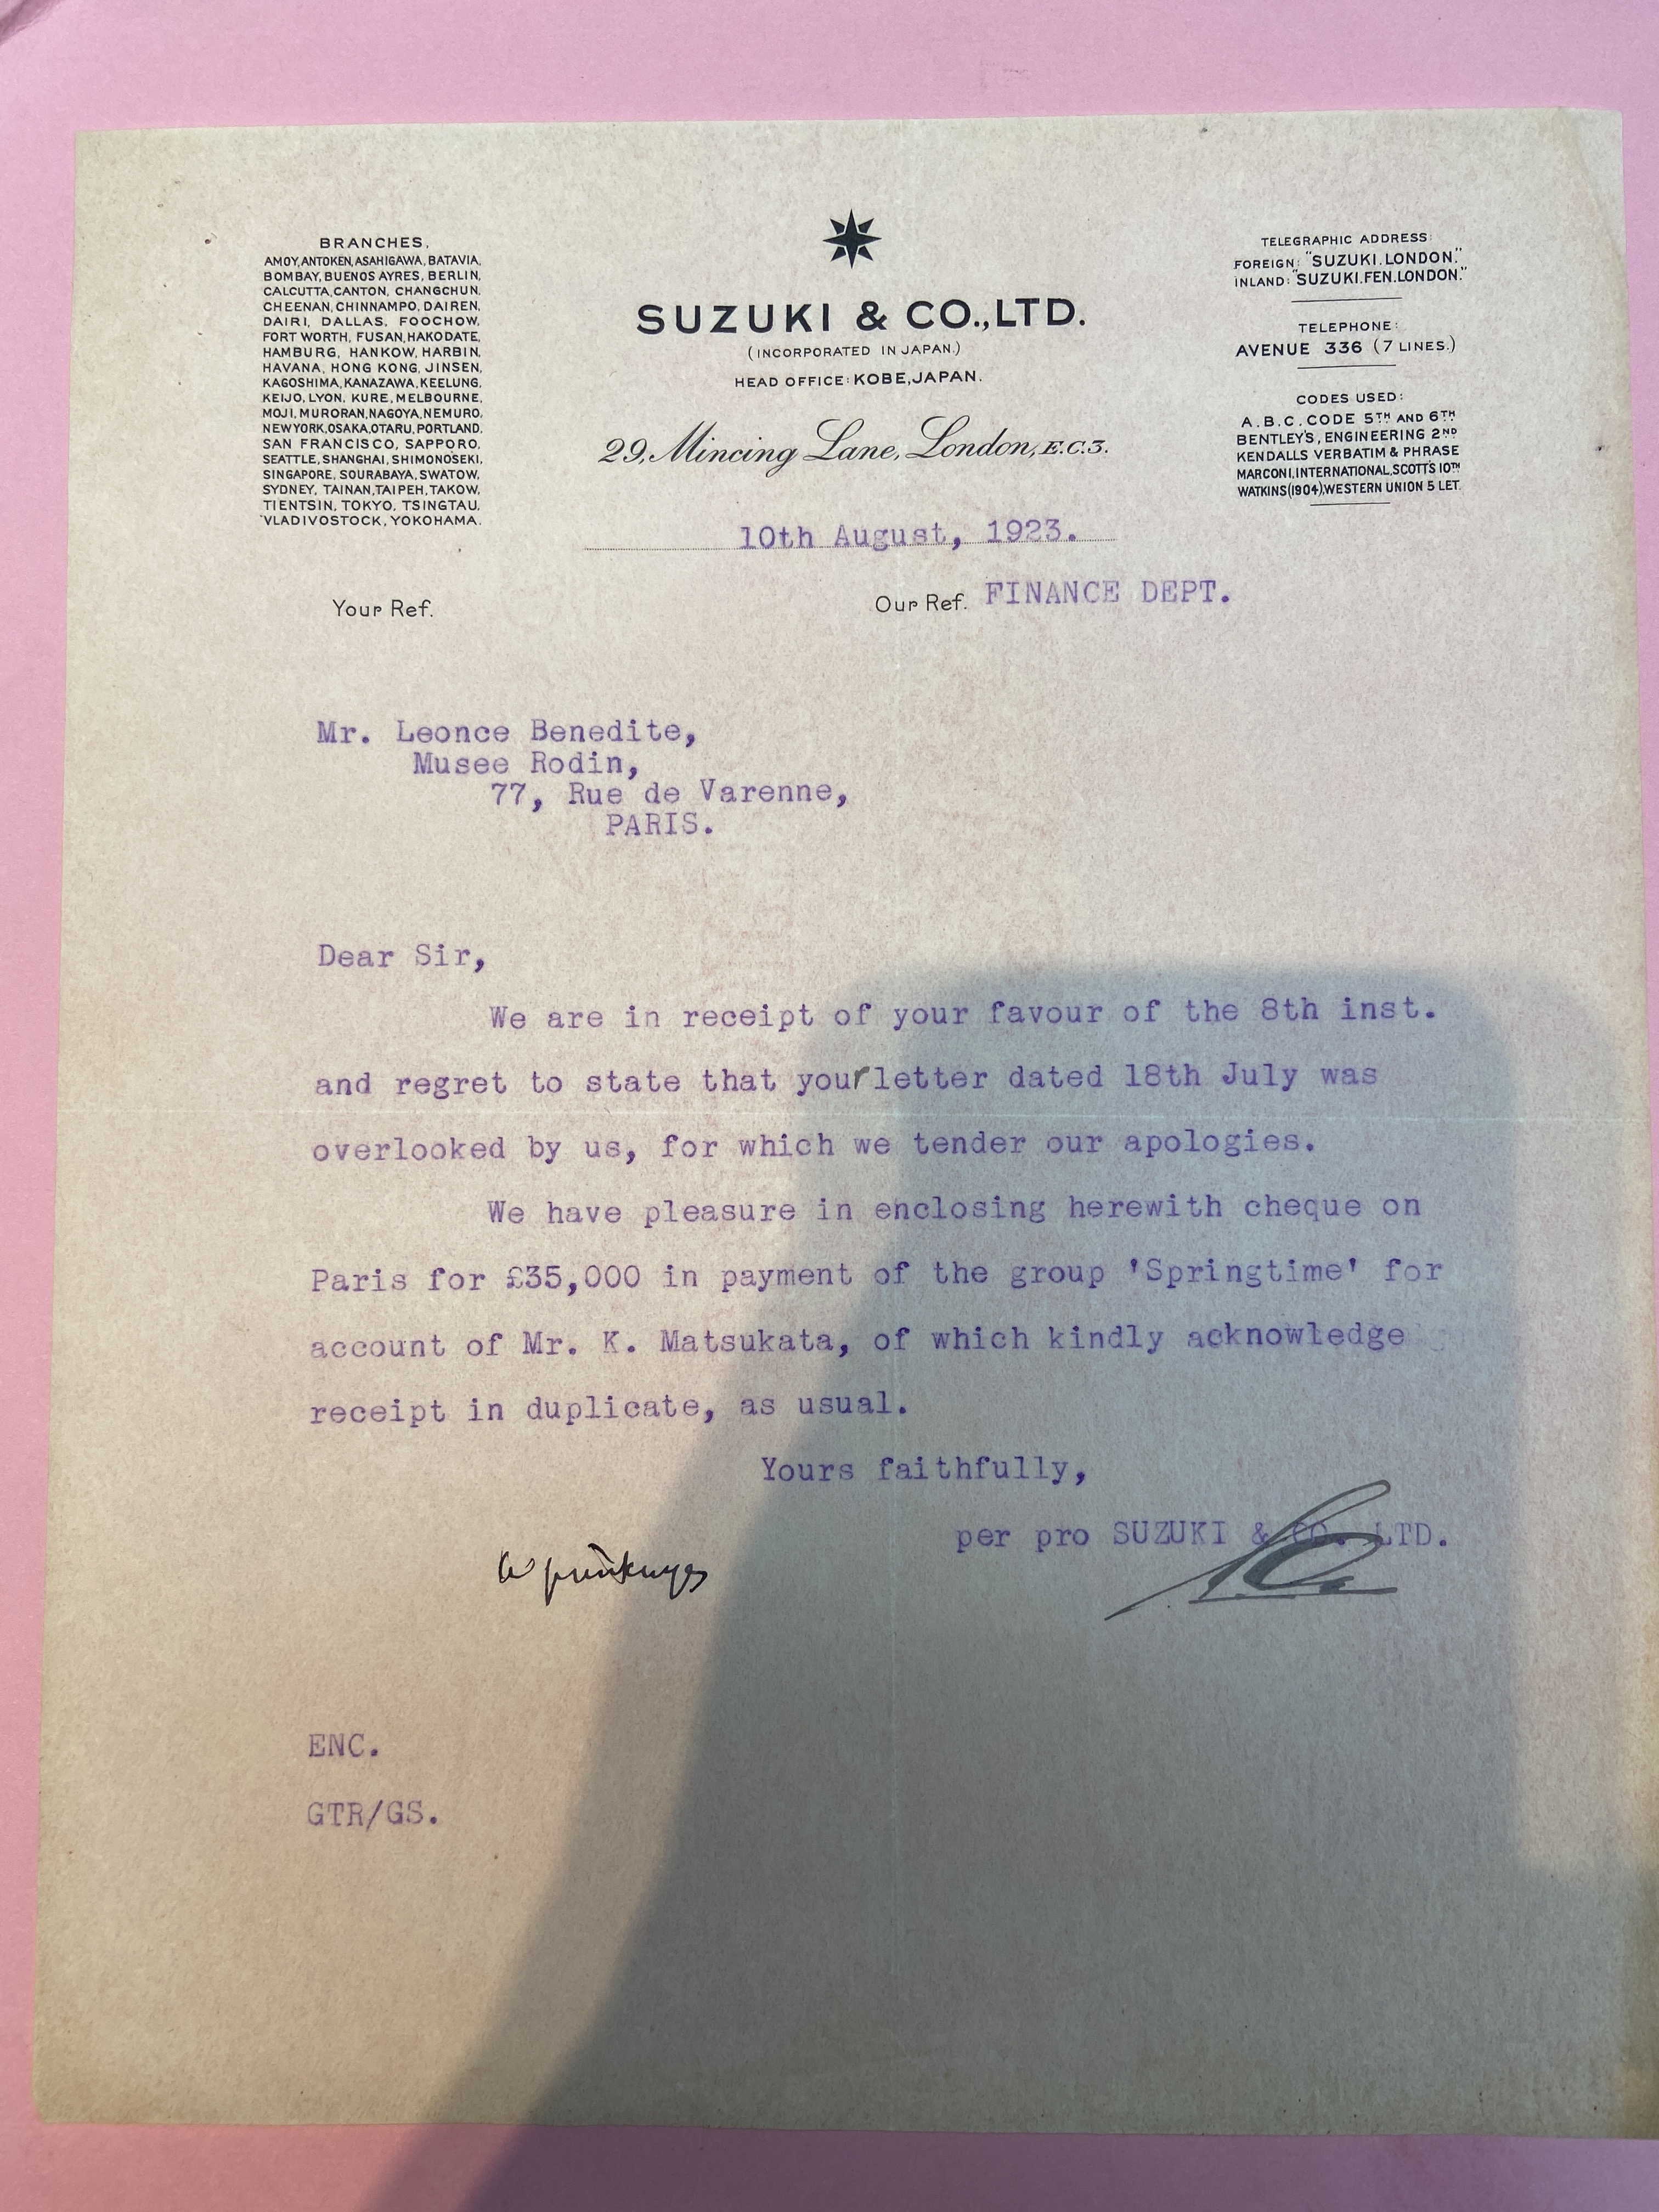 BRANCHES.
AMOY, ANTOKEN, ASAHIGAWA, BATAVIA,
BOMBAY, BUENOS AYRES, BERLIN,
CALCUTTA, CANTON, CHANGCHUN,
CHEENAN, CHINNAMPO, DAIREN,
DAIRI, DALLAS, FOOCHOW,
FORT WORTH, FUSAN, HAKODATE,
HAMBURG, HANKOW, HARBIN,
HAVANA, HONG KONG, JINSEN,
KAGOSHIMA, KANAZAWA, KEELUNG,
KEIJO, LYON, KURE, MELBOURNE,
MOJI, MURORAN, NAGOYA, NEMURO,
NEW YORK, OSAKA, OTARU, PORTLAND,
SAN FRANCISCO, SAPPORO,
SEATTLE, SHANGHAI, SHIMONOSEKI,
SINGAPORE, SOURABAYA, SWATOW,
SYDNEY, TAINAN, TAIPEH, TAKOW,
TIENTSIN, TOKYO, TSINGTAU,
VLADIVOSTOCK, YOKOHAMA.
SUZUKI & CO., LTD.
(INCORPORATED IN JAPAN.)
HEAD OFFICE: KOBE, JAPAN.
29, Mincing Lane, London, E.C.3.
TELEGRAPHIC ADDRESS:
FOREIGN: "SUZUKI. LONDON."
INLAND: "SUZUKI. FEN. LONDON."
TELEPHONE:
AVENUE 336 (7 LINES.)
CODES USED:
A.B.C. CODE 5TH AND 6TH
BENTLEY'S, ENGINEERING 2ND
KENDALLS VERBATIM & PHRASE
MARCONI, INTERNATIONAL, SCOTT'S 10TH
WATKINS (1904), WESTERN UNION 5 LET.
10th August, 1923.
Your Ref.
Our Ref. FINANCE DEPT.
Mr. Leonce Benedite,
Musee Rodin,
77, Rue de Varenne,
PARIS.
Dear Sir,
We are in receipt of your favour of the 8th inst.
and regret to state that your letter dated 18th July was
overlooked by us, for which we tender our apologies.
We have pleasure in enclosing herewith cheque on
Paris for £35,000 in payment of the group 'Springtime' for
account of Mr. K. Matsukata, of which kindly acknowledge
receipt in duplicate, as usual.
Yours faithfully,
per pro SUZUKI & CO. LTD.
ENC.
GTR/GS.